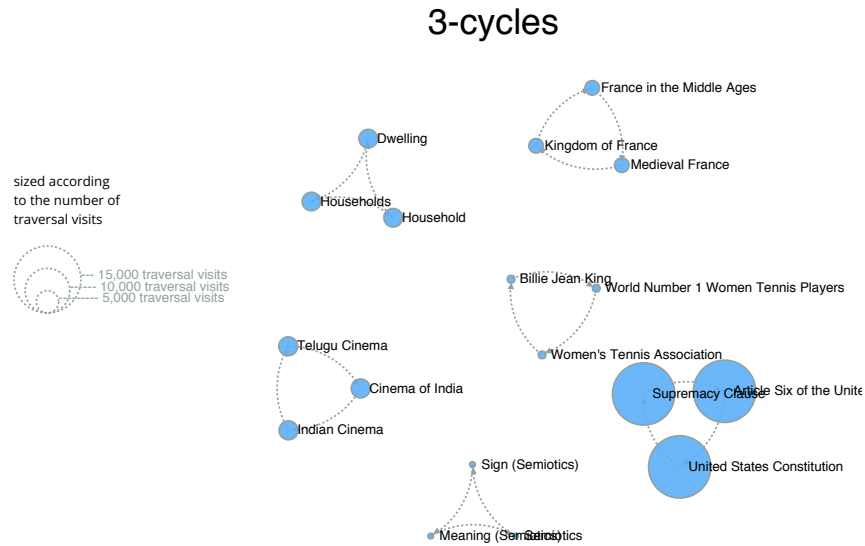 3-cycles
France in the Middle Ages
Kingdom of France
Medieval France
Dwelling
Households
Household
sized according
to the number of
traversal visits
15,000 traversal visits
10,000 traversal visits
5,000 traversal visits
Billie Jean King
World Number 1 Women Tennis Players
Women's Tennis Association
Telugu Cinema
Cinema of India
Indian Cinema
Supremacy Clause
Article Six of the Unite
United States Constitution
Sign (Semiotics)
Meaning (Semiotics)
Semiotics